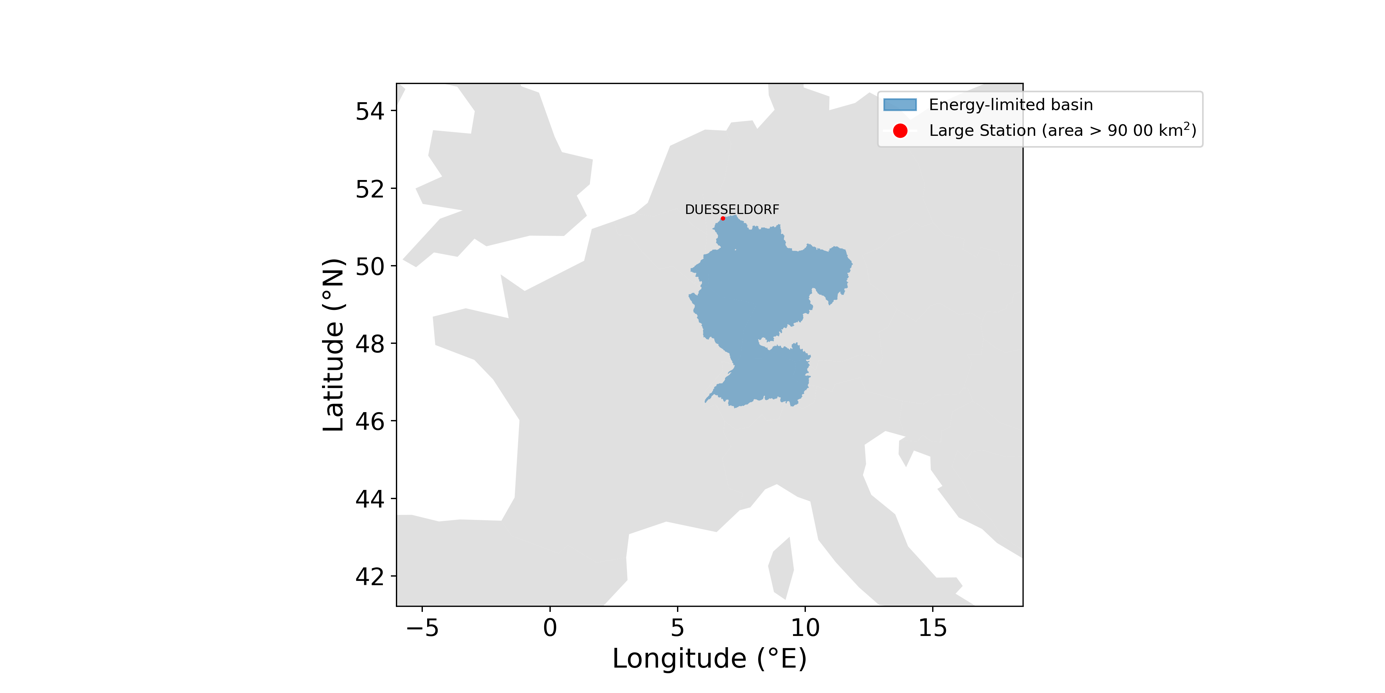 Energy-limited basin
Large Station (area > 90 00 km²)
DUESSELDORF
54
52
50
48
46
44
42
Latitude (°N)
−5 0 5 10 15
Longitude (°E)